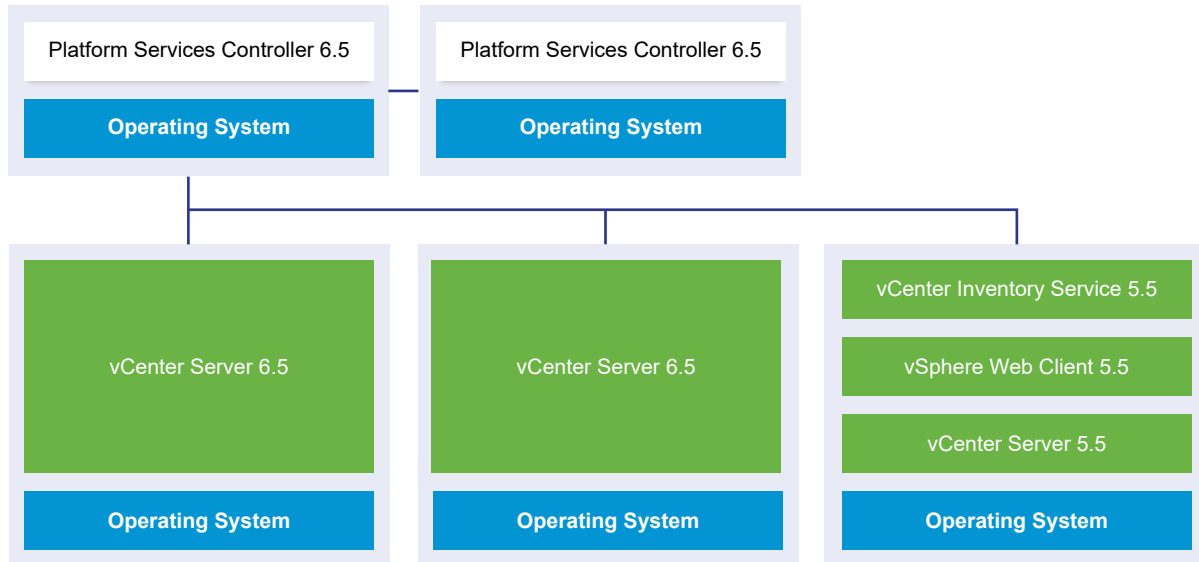 Platform Services Controller 6.5
Platform Services Controller 6.5
Operating System
Operating System
vCenter Server 6.5
vCenter Server 6.5
vCenter Inventory Service 5.5
vSphere Web Client 5.5
vCenter Server 5.5
Operating System
Operating System
Operating System